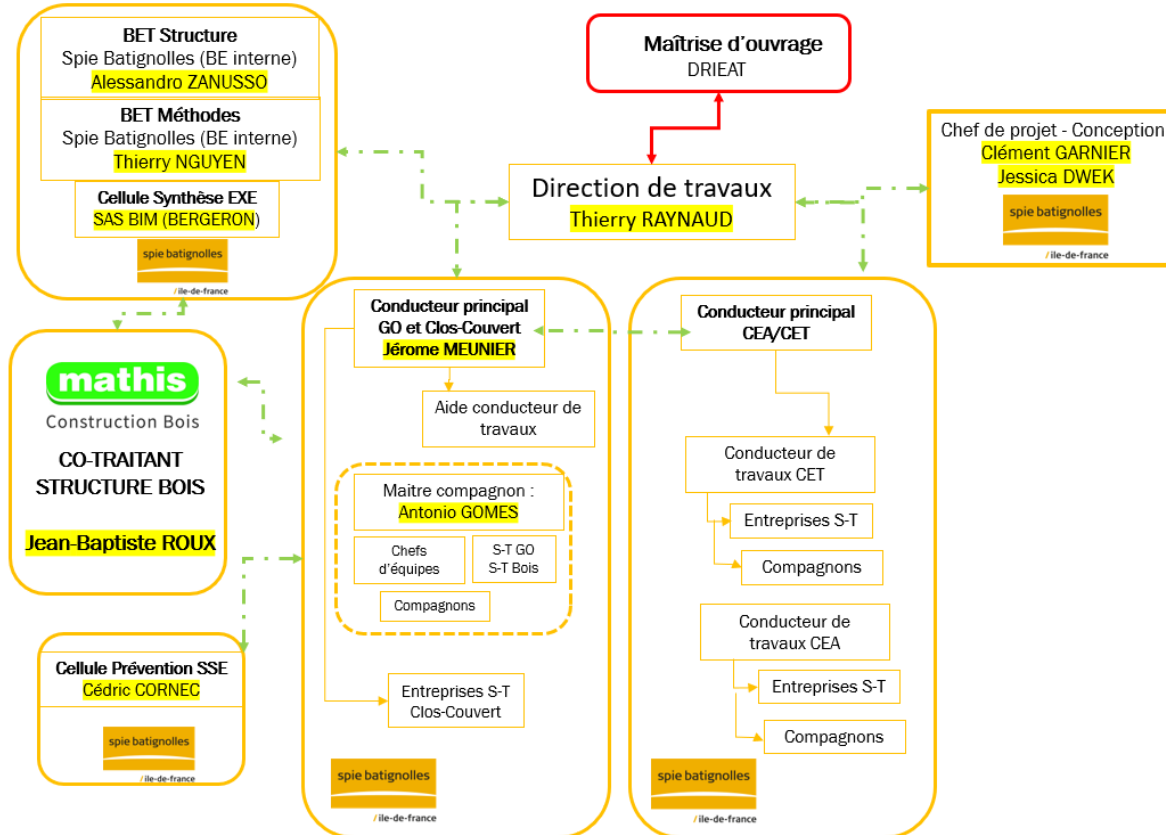 BET Structure
Spie Batignolles (BE interne)
Alessandro ZANUSSO
BET Méthodes
Spie Batignolles (BE interne)
Thierry NGUYEN
Cellule Synthèse EXE
SAS BIM (BERGERON)
spie batignolles
/ île-de-france
Maîtrise d'ouvrage
DRIEAT
Direction de travaux
Thierry RAYNAUD
Chef de projet - Conception
Clément GARNIER
Jessica DWEK
spie batignolles
/ île-de-france
mathis
Construction Bois
CO-TRAITANT
STRUCTURE BOIS
Jean-Baptiste ROUX
Cellule Prévention SSE
Cédric CORNEC
spie batignolles
/ île-de-france
Conducteur principal
GO et Clos-Couvert
Jérome MEUNIER
Aide conducteur de
travaux
Maitre compagnon :
Antonio GOMES
Chefs
d'équipes
S-T GO
S-T Bois
Compagnons
Entreprises S-T
Clos-Couvert
spie batignolles
/ île-de-france
Conducteur principal
CEA/CET
Conducteur de
travaux CET
Entreprises S-T
Compagnons
Conducteur de
travaux CEA
Entreprises S-T
Compagnons
spie batignolles
/ île-de-france